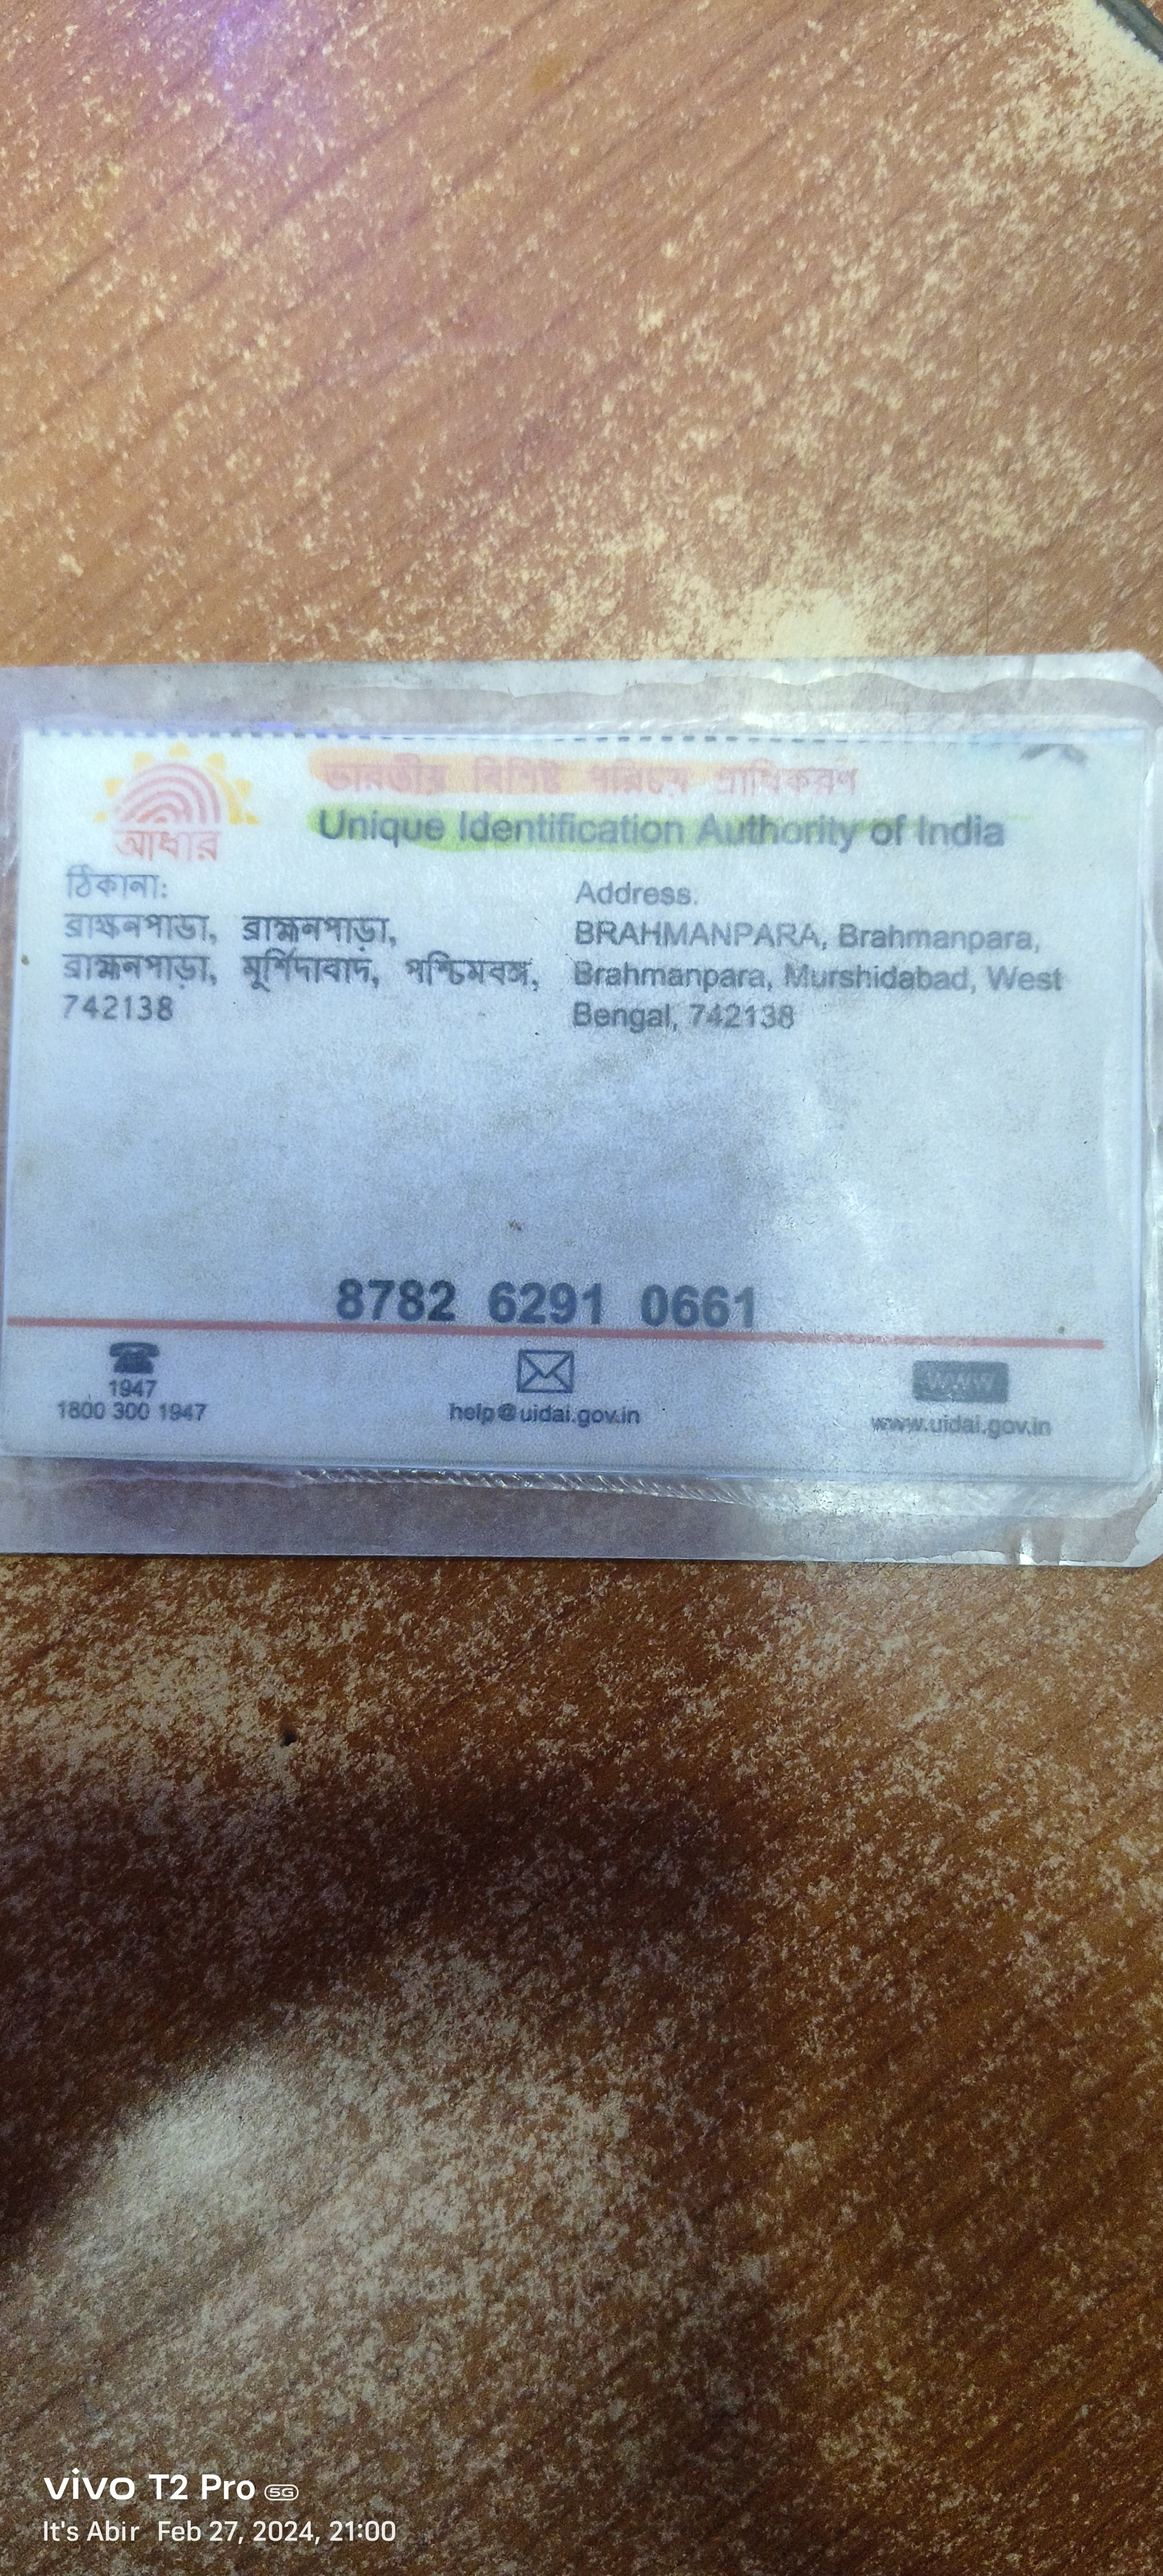 ভারতীয় বিশিষ্ট পরিচয় প্রাধিকরণ
Unique Identification Authority of India
আধার
ঠিকানা:
ব্রাহ্মনপাডা, ব্রাহ্মনপাড়া,
ব্রাহ্মনপাড়া, মুর্শিদাবাদ, পশ্চিমবঙ্গ,
742138
Address.
BRAHMANPARA, Brahmanpara,
Brahmanpara, Murshidabad, West
Bengal, 742138
8782 6291 0661
1947
1800 300 1947
help@uidai.gov.in
WWW
www.uidai.gov.in
vivo T2 Pro 5G
It's Abir Feb 27, 2024, 21:00